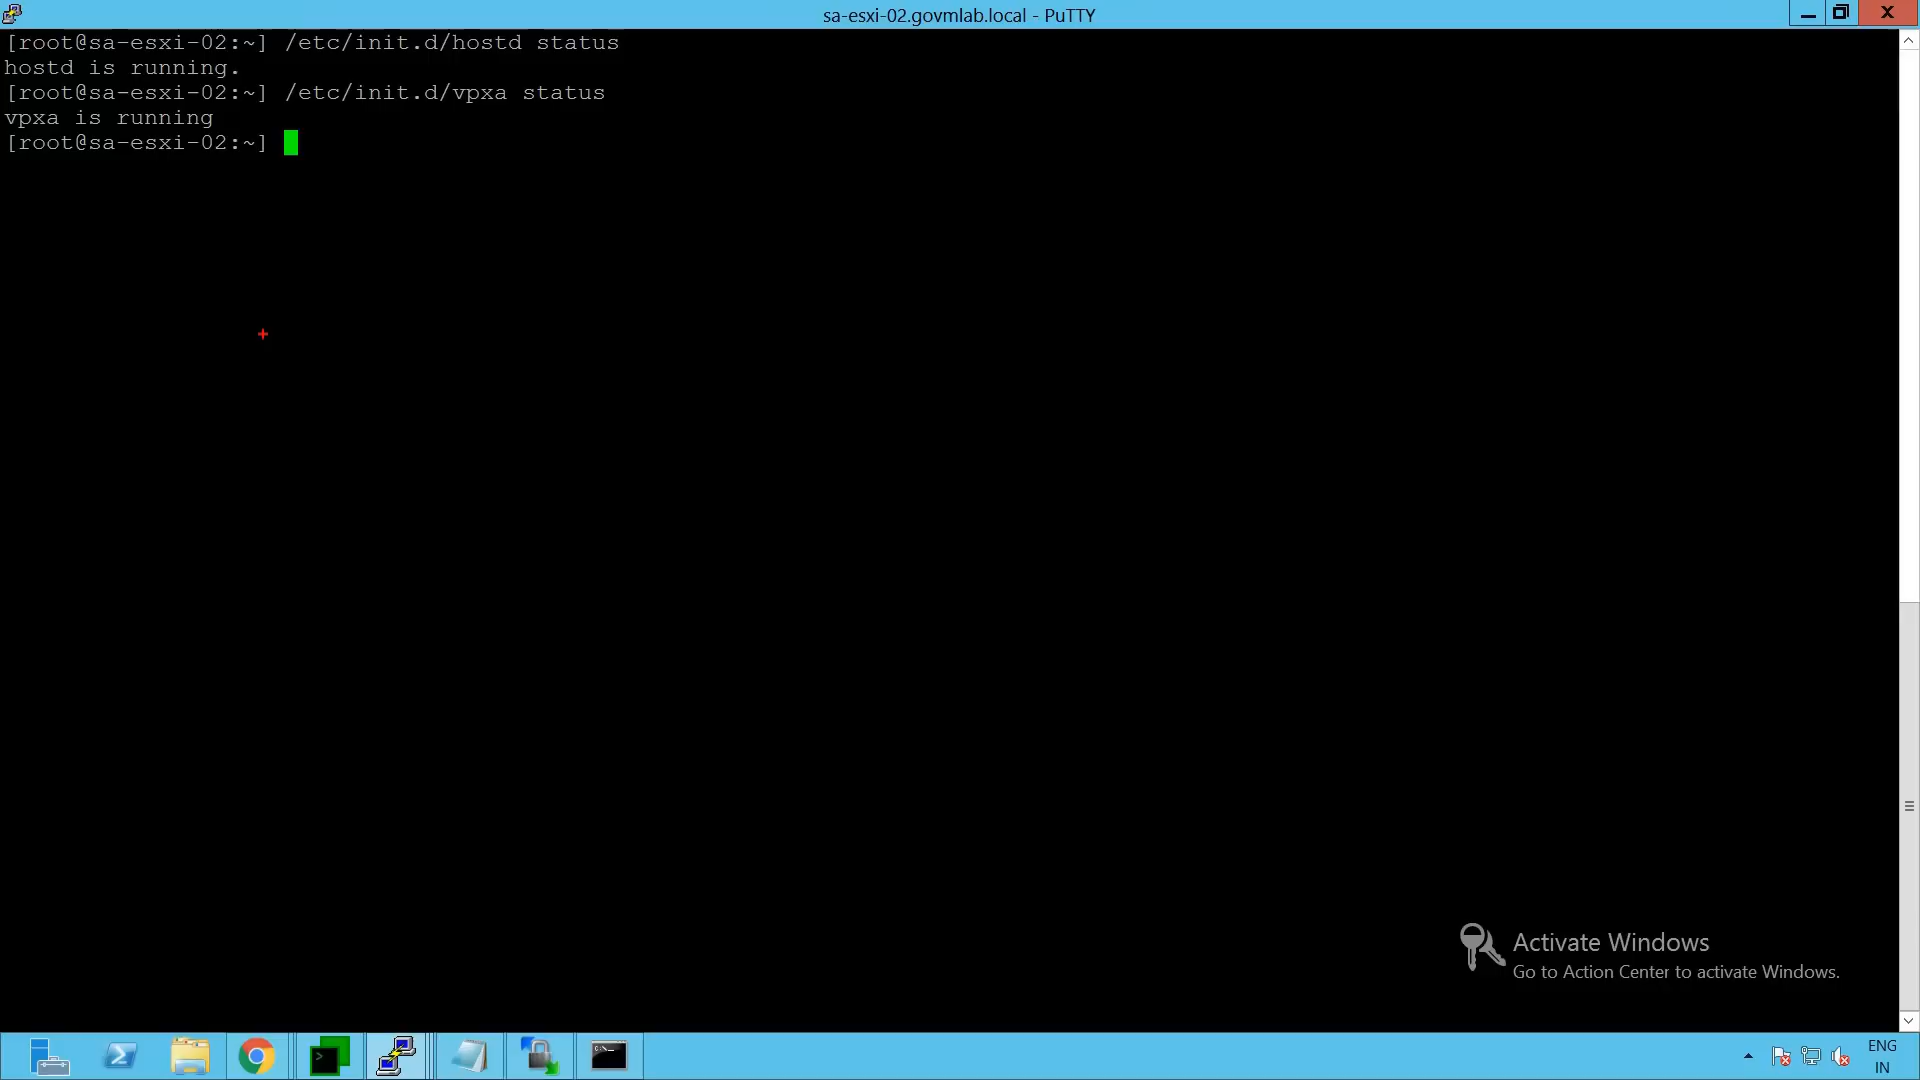 sa-esxi-02.govmlab.local - PuTTY
[root@sa-esxi-02:~] /etc/init.d/hostd status
hostd is running.
[root@sa-esxi-02:~] /etc/init.d/vpxa status
vpxa is running
[root@sa-esxi-02:~]
Activate Windows
Go to Action Center to activate Windows.
ENG
IN